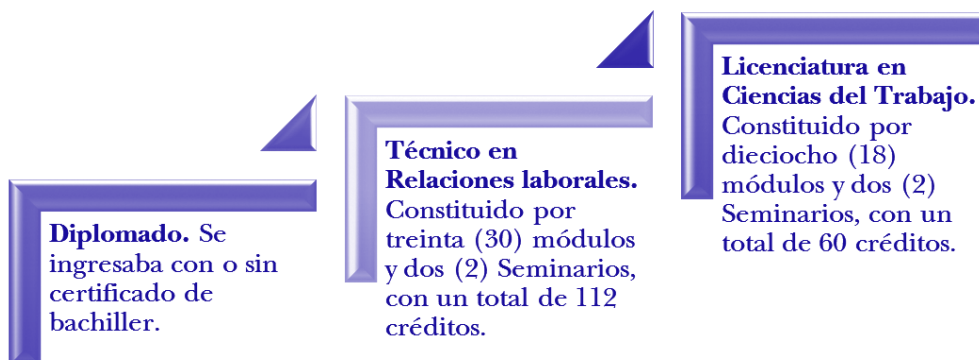 Diplomado. Se
ingresaba con o sin
certificado de
bachiller.
Técnico en
Relaciones laborales.
Constituido por
treinta (30) módulos
y dos (2) Seminarios,
con un total de 112
créditos.
Licenciatura en
Ciencias del Trabajo.
Constituido por
dieciocho (18)
módulos y dos (2)
Seminarios, con un
total de 60 créditos.